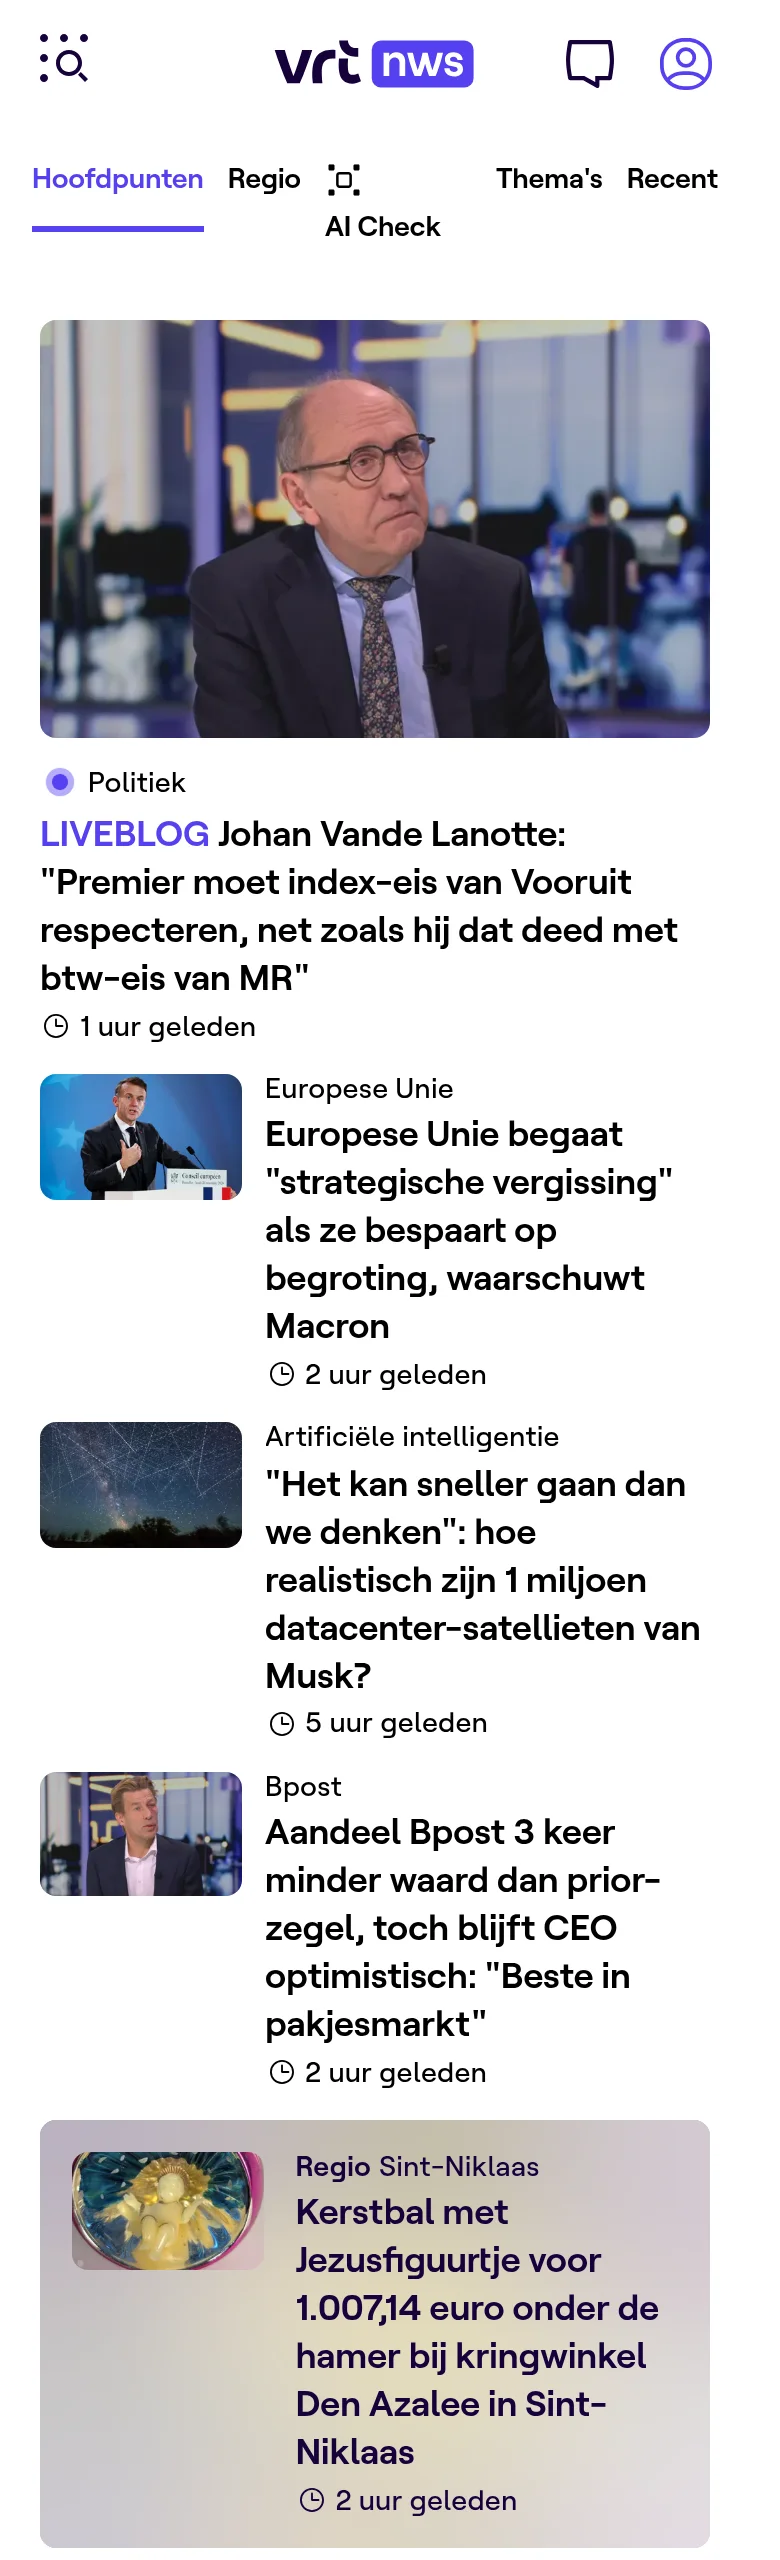 vrt nws
Hoofdpunten Regio AI Check Thema's Recent
Politiek
LIVEBLOG Johan Vande Lanotte:
"Premier moet index-eis van Vooruit
respecteren, net zoals hij dat deed met
btw-eis van MR"
1 uur geleden
Conseil européen
Europese Unie
Europese Unie begaat
"strategische vergissing"
als ze bespaart op
begroting, waarschuwt
Macron
2 uur geleden
Artificiële intelligentie
"Het kan sneller gaan dan
we denken": hoe
realistisch zijn 1 miljoen
datacenter-satellieten van
Musk?
5 uur geleden
Bpost
Aandeel Bpost 3 keer
minder waard dan prior-
zegel, toch blijft CEO
optimistisch: "Beste in
pakjesmarkt"
2 uur geleden
Regio Sint-Niklaas
Kerstbal met
Jezusfiguurtje voor
1.007,14 euro onder de
hamer bij kringwinkel
Den Azalee in Sint-
Niklaas
2 uur geleden